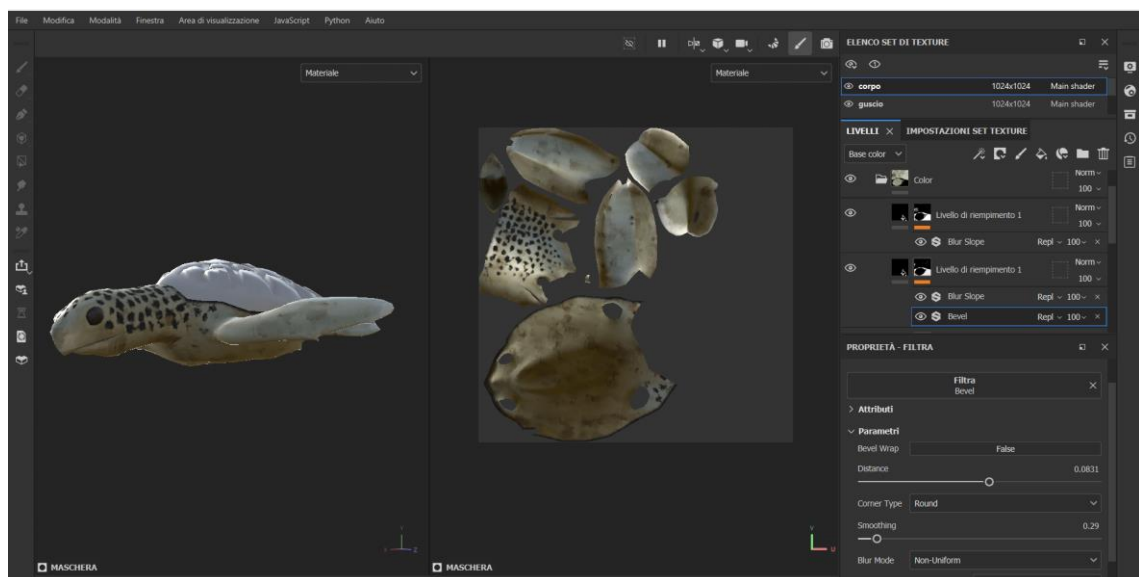 File Modifica Modalità Finestra Area di visualizzazione JavaScript Python Aiuto
Materiale
Materiale
ELENCO SET DI TEXTURE
corpo 1024x1024 Main shader
guscio 1024x1024 Main shader
LIVELLI IMPOSTAZIONI SET TEXTURE
Base color
Color Norm
100
Livello di riempimento 1 Norm
100
Blur Slope Repl 100
Livello di riempimento 1 Norm
100
Blur Slope Repl 100
Bevel Repl 100
PROPRIETÀ - FILTRA
Filtra
Bevel
Attributi
Parametri
Bevel Wrap False
Distance 0.0831
Corner Type Round
Smoothing 0.29
Blur Mode Non-Uniform
MASCHERA
MASCHERA